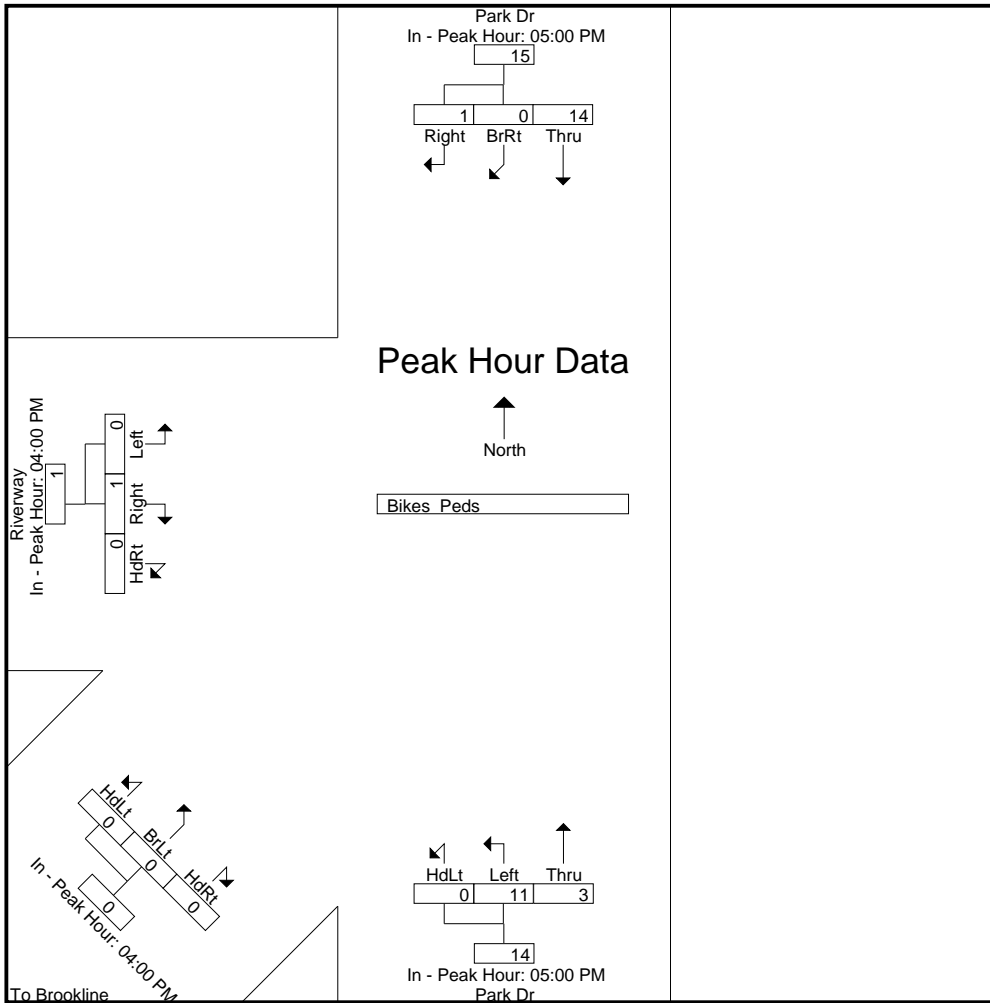 Park Dr
In - Peak Hour: 05:00 PM
15
1 0 14
Right BrRt Thru
Peak Hour Data
North
Bikes Peds
Riverway
In - Peak Hour: 04:00 PM
1
0 1 0
Left Right HdRt
HdLt BrLt HdRt
0 0 0
0
In - Peak Hour: 04:00 PM
To Brookline
HdLt Left Thru
0 11 3
14
In - Peak Hour: 05:00 PM
Park Dr